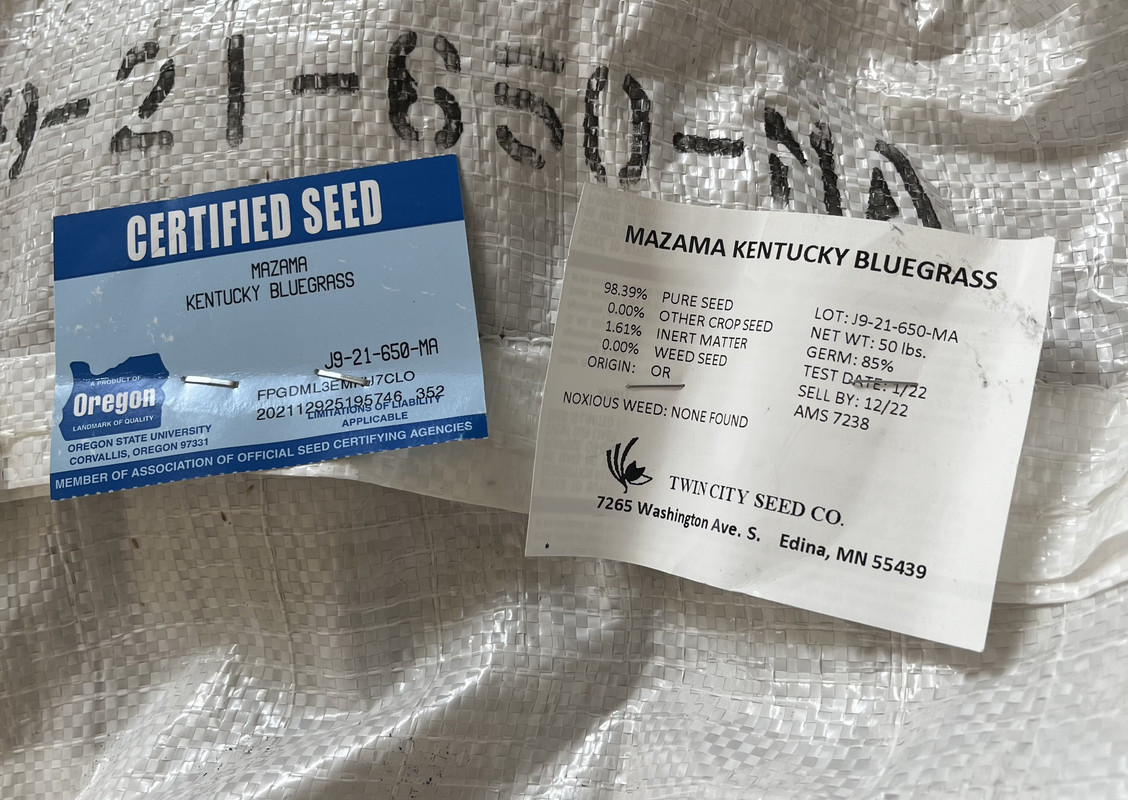 9-21-650-MA
CERTIFIED SEED
MAZAMA
KENTUCKY BLUEGRASS
J9-21-650-MA
A PRODUCT OF
Oregon
LANDMARK OF QUALITY
202112925195746 352
LIMITATIONS OF LIABILITY
APPLICABLE
OREGON STATE UNIVERSITY
CORVALLIS, OREGON 97331
MEMBER OF ASSOCIATION OF OFFICIAL SEED CERTIFYING AGENCIES
MAZAMA KENTUCKY BLUEGRASS
98.39% PURE SEED
0.00% OTHER CROP SEED
1.61% INERT MATTER
0.00% WEED SEED
ORIGIN: OR
NOXIOUS WEED: NONE FOUND
LOT: J9-21-650-MA
NET WT: 50 lbs.
GERM: 85%
TEST DATE: 1/22
SELL BY: 12/22
AMS 7238
TWIN CITY SEED CO.
7265 Washington Ave. S. Edina, MN 55439